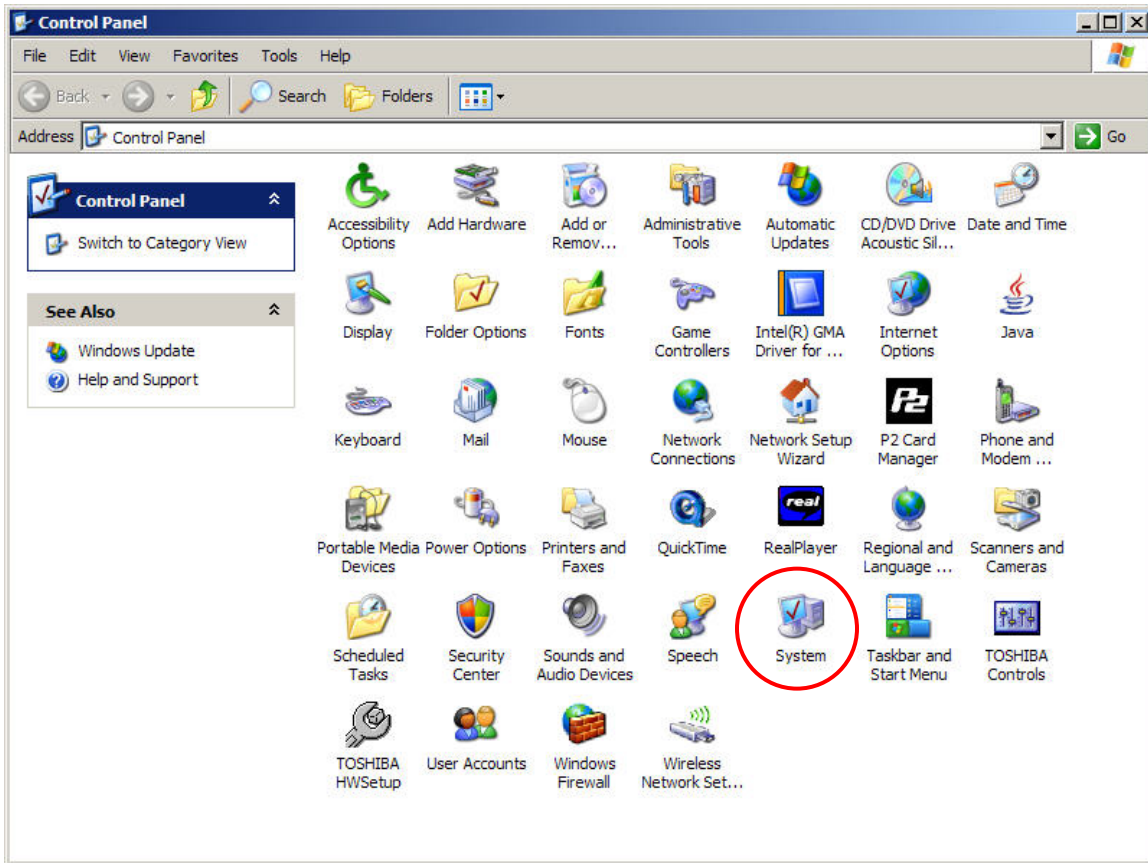 Control Panel
File Edit View Favorites Tools Help
Back Search Folders
Address Control Panel Go
Control Panel
Switch to Category View
See Also
Windows Update
Help and Support
Accessibility Options
Add Hardware
Add or Remov...
Administrative Tools
Automatic Updates
CD/DVD Drive Acoustic Sil...
Date and Time
Display
Folder Options
Fonts
Game Controllers
Intel(R) GMA Driver for ...
Internet Options
Java
Keyboard
Mail
Mouse
Network Connections
Network Setup Wizard
P2
P2 Card Manager
Phone and Modem ...
Portable Media Devices
Power Options
Printers and Faxes
QuickTime
real
RealPlayer
Regional and Language ...
Scanners and Cameras
Scheduled Tasks
Security Center
Sounds and Audio Devices
Speech
System
Taskbar and Start Menu
TOSHIBA Controls
TOSHIBA HWSetup
User Accounts
Windows Firewall
Wireless Network Set...